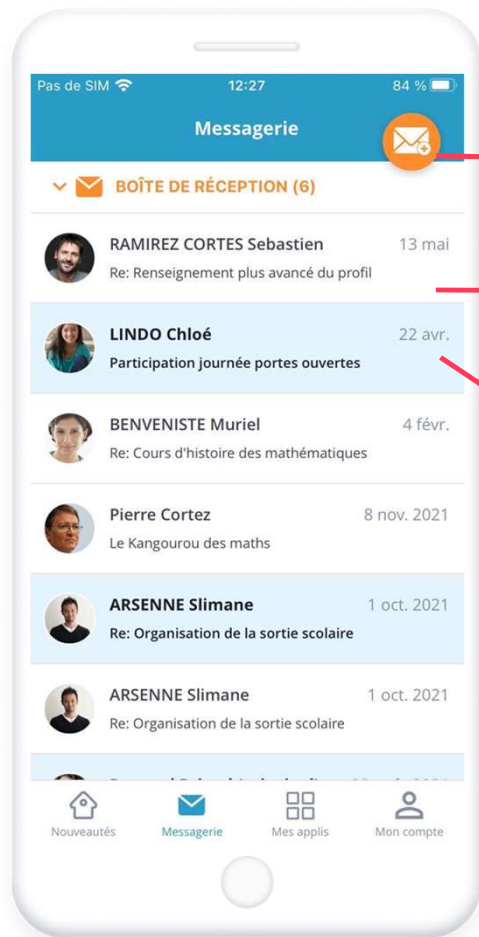 Pas de SIM 12:27 84 %
Messagerie
BOÎTE DE RÉCEPTION (6)
RAMIREZ CORTES Sebastien 13 mai
Re: Renseignement plus avancé du profil
LINDO Chloé 22 avr.
Participation journée portes ouvertes
BENVENISTE Muriel 4 févr.
Re: Cours d'histoire des mathématiques
Pierre Cortez 8 nov. 2021
Le Kangourou des maths
ARSENNE Slimane 1 oct. 2021
Re: Organisation de la sortie scolaire
ARSENNE Slimane 1 oct. 2021
Re: Organisation de la sortie scolaire
Nouveautés Messagerie Mes applis Mon compte